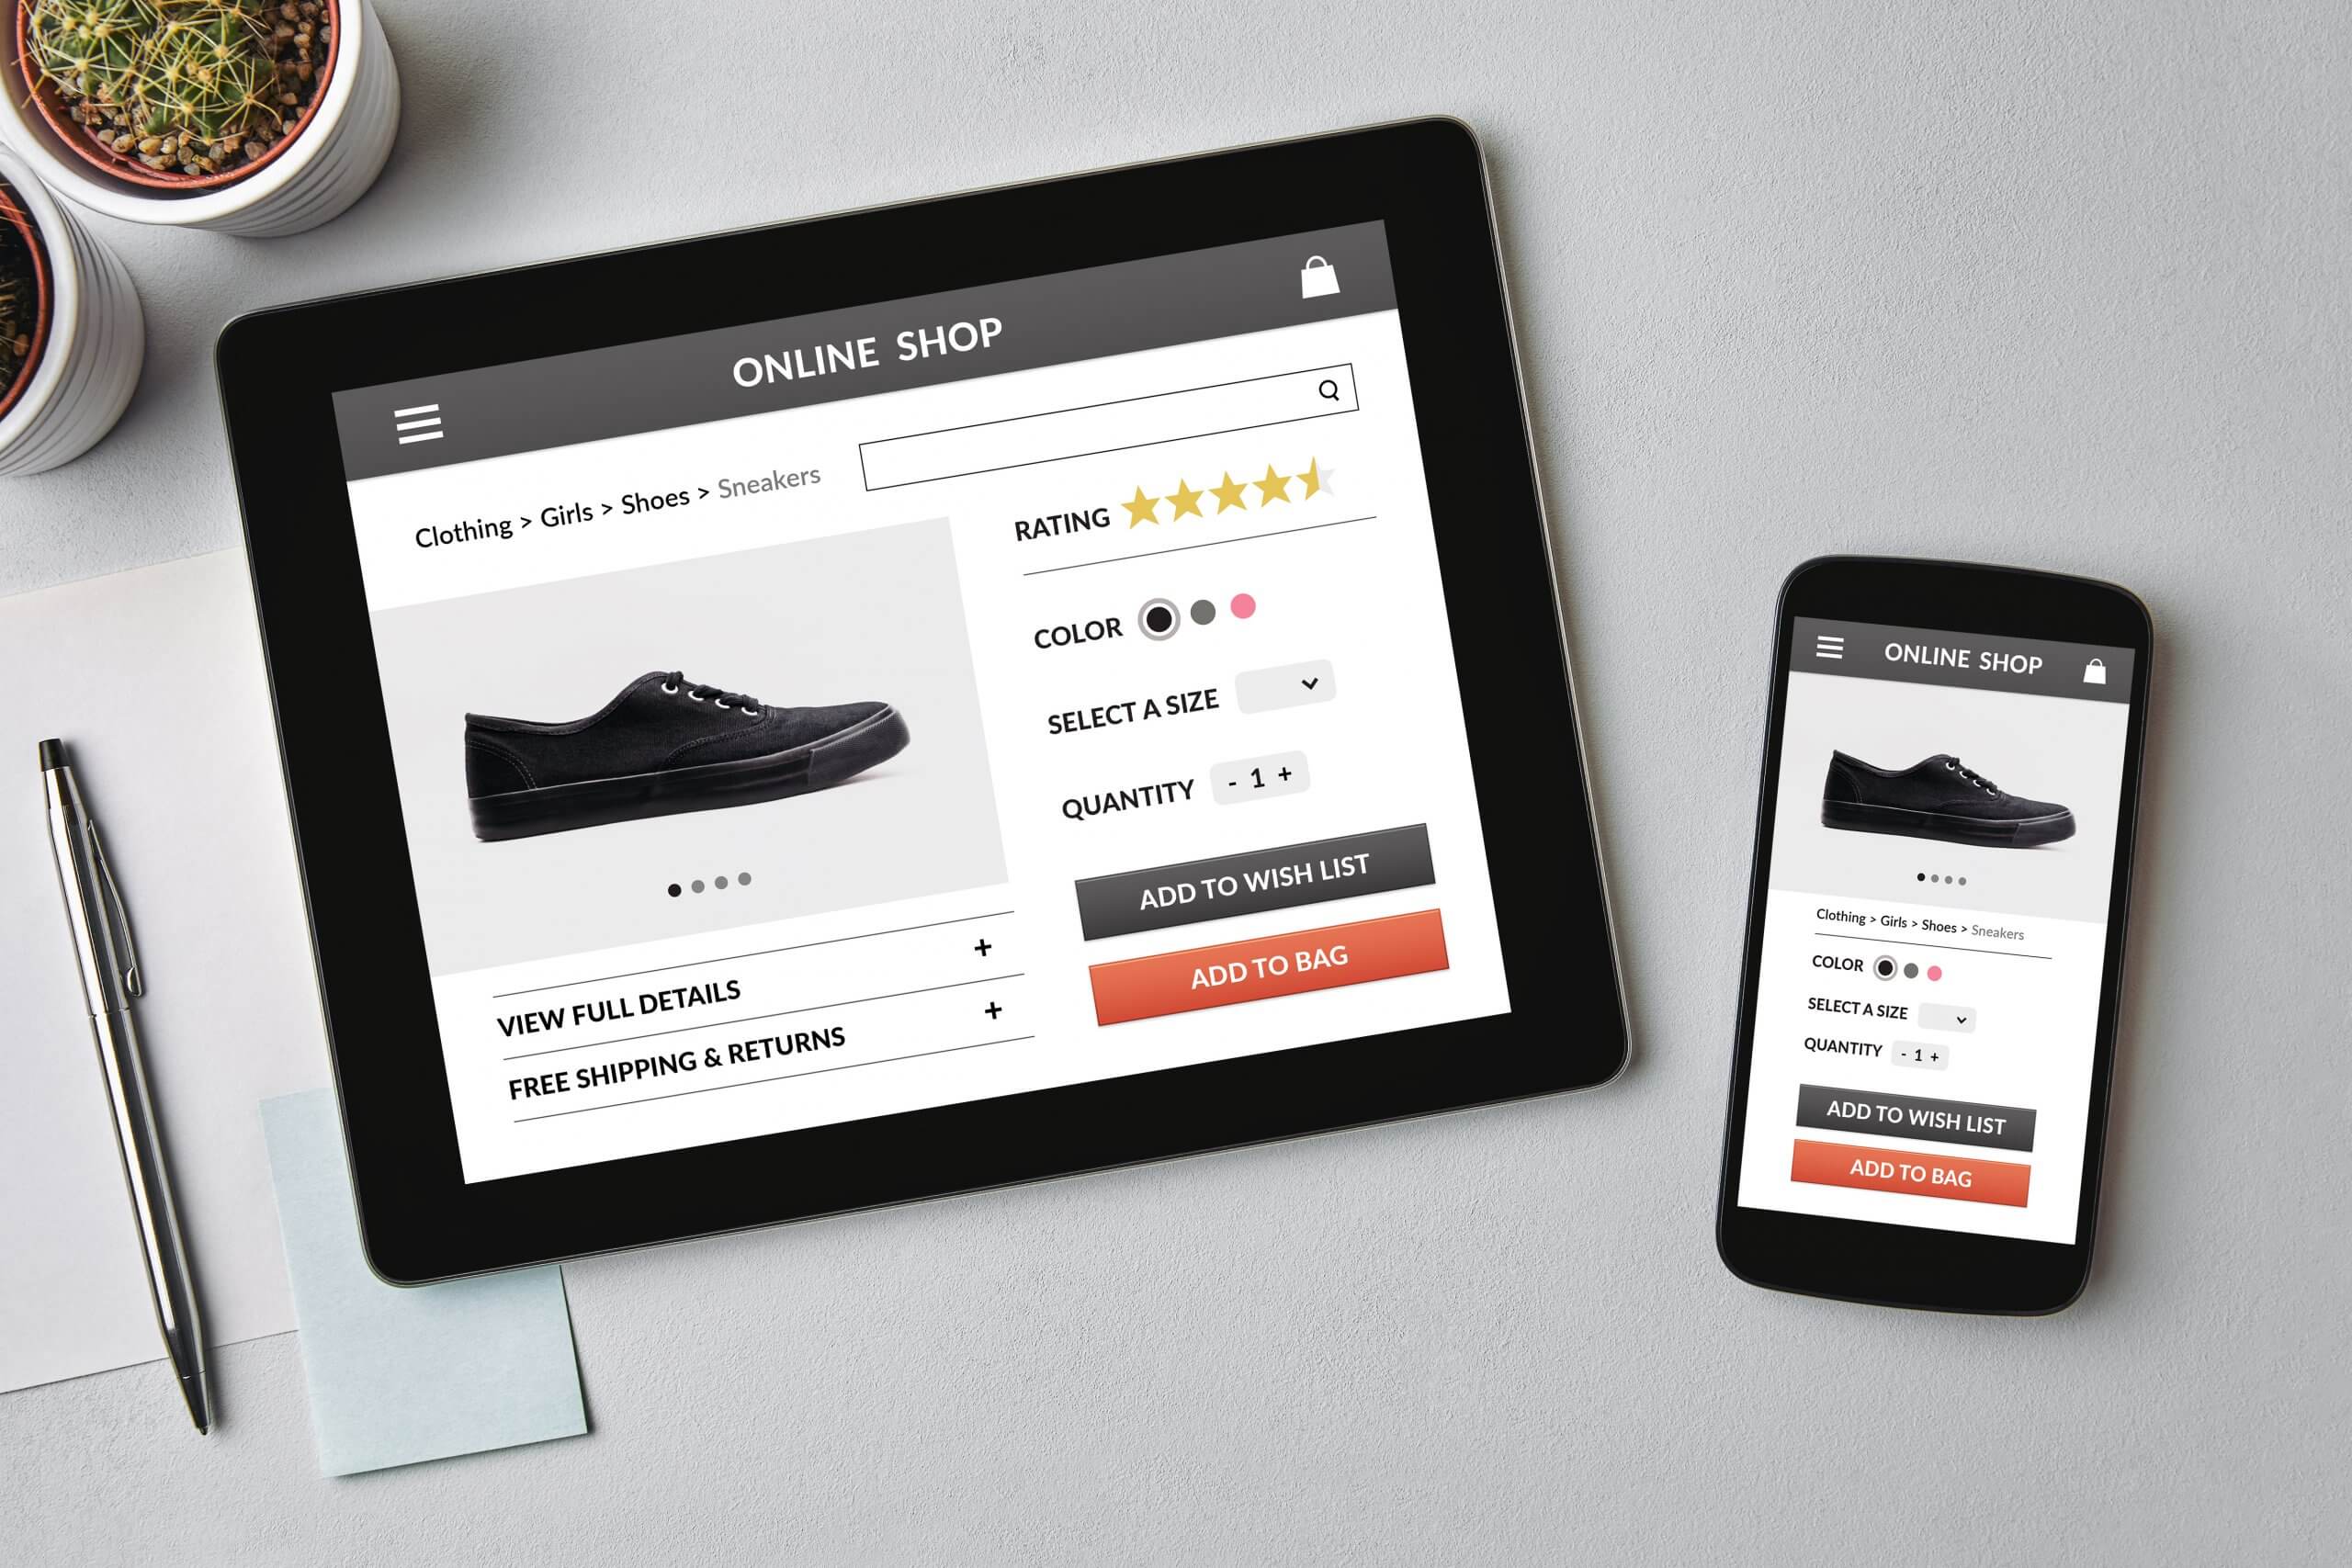 ONLINE SHOP
Clothing > Girls > Shoes > Sneakers
RATING
COLOR
SELECT A SIZE
QUANTITY - 1 +
ADD TO WISH LIST
ADD TO BAG
VIEW FULL DETAILS +
FREE SHIPPING & RETURNS +
ONLINE SHOP
Clothing > Girls > Shoes > Sneakers
COLOR
SELECT A SIZE
QUANTITY - 1 +
ADD TO WISH LIST
ADD TO BAG